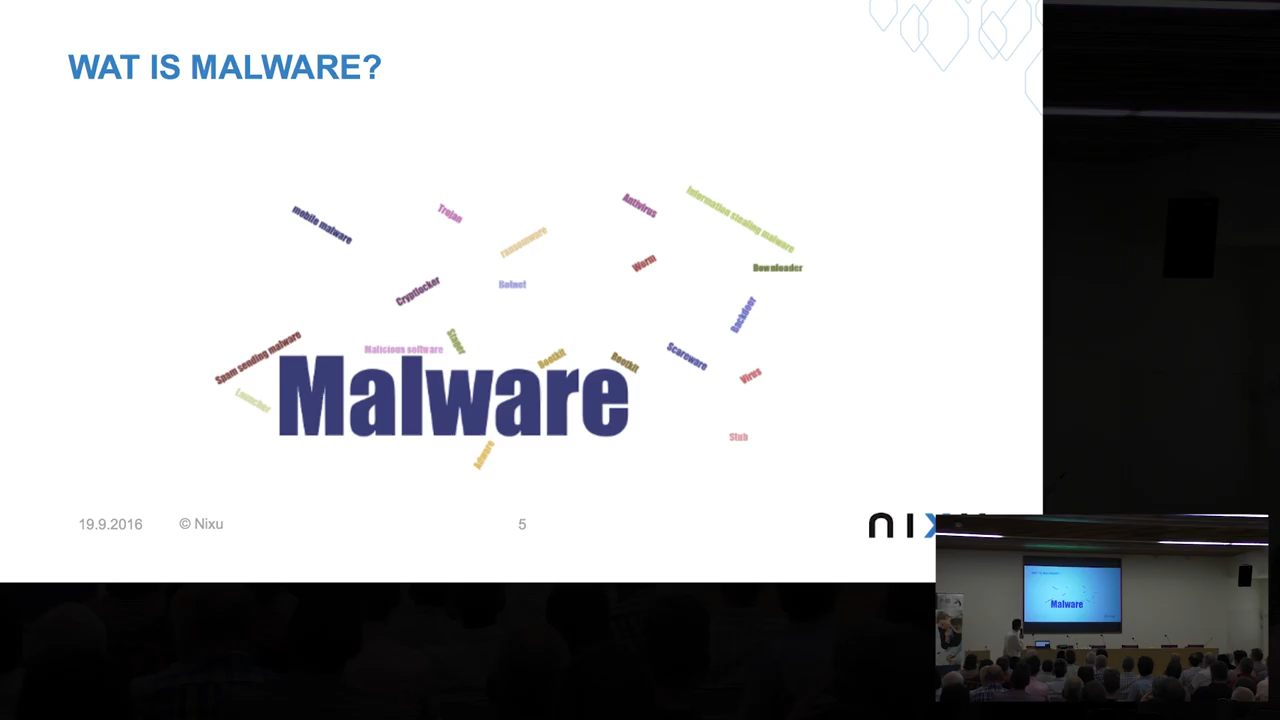 WAT IS MALWARE?
mobile malware
Trojan
ransomware
Antivirus
Information stealing malware
Worm
Downloader
Cryptlocker
Botnet
Backdoor
Spam sending malware
Malicious software
Stager
Bootkit
Rootkit
Scareware
Virus
Launcher
Malware
Stub
Adware
19.9.2016 © Nixu 5
Malware